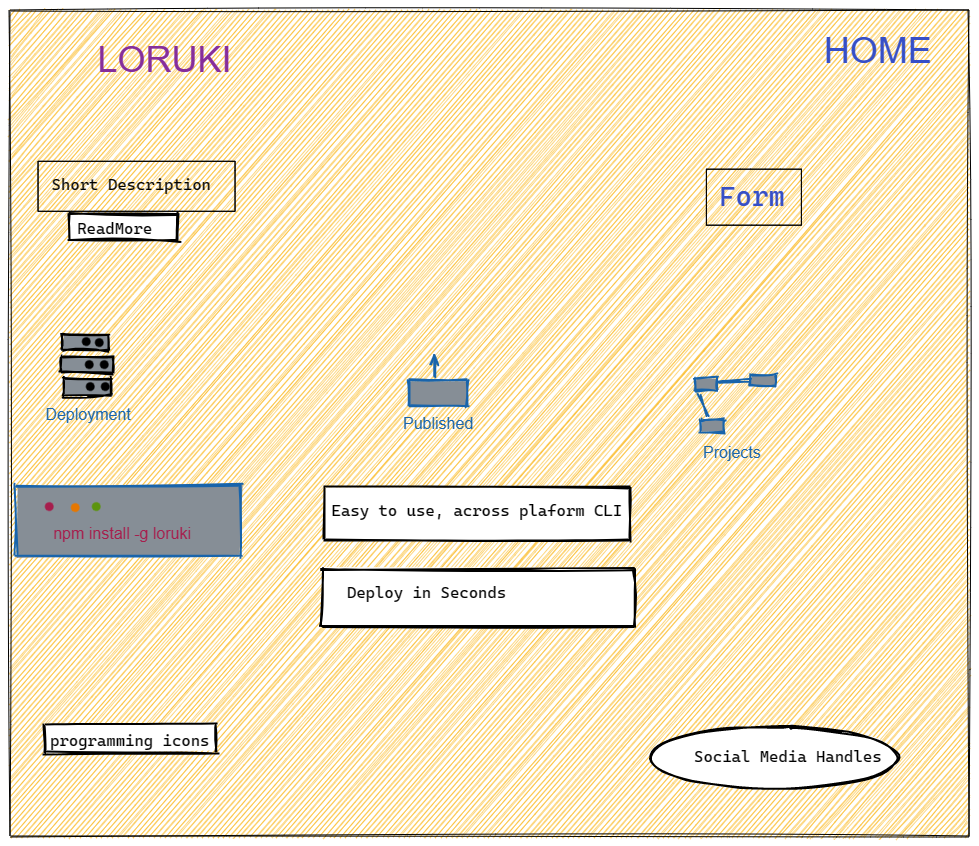 LORUKI
HOME
Short Description
ReadMore
Form
Deployment
Published
Projects
npm install -g loruki
Easy to use, across plaform CLI
Deploy in Seconds
programming icons
Social Media Handles